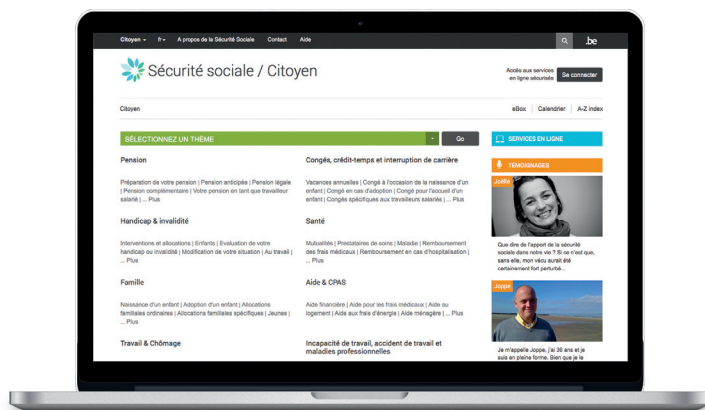 Citoyen fr A propos de la Sécurité Sociale Contact Aide .be
Sécurité sociale / Citoyen
Accès aux services
en ligne sécurisés
Se connecter
Citoyen
eBox | Calendrier | A-Z index
SÉLECTIONNEZ UN THÈME Go
Pension
Préparation de votre pension | Pension anticipée | Pension légale
| Pension complémentaire | Votre pension en tant que travailleur
salarié | ... Plus
Congés, crédit-temps et interruption de carrière
Vacances annuelles | Congé à l'occasion de la naissance d'un
enfant | Congé en cas d'adoption | Congé pour l'accueil d'un
enfant | Congés spécifiques aux travailleurs salariés | ... Plus
Handicap & invalidité
Interventions et allocations | Enfants | Evaluation de votre
handicap ou invalidité | Modification de votre situation | Au travail |
... Plus
Santé
Mutualités | Prestataires de soins | Maladie | Remboursement
des frais médicaux | Remboursement en cas d'hospitalisation |
... Plus
Famille
Naissance d'un enfant | Adoption d'un enfant | Allocations
familiales ordinaires | Allocations familiales spécifiques | Jeunes |
... Plus
Aide & CPAS
Aide financière | Aide pour les frais médicaux | Aide au
logement | Aide aux frais d'énergie | Aide ménagère | ... Plus
Travail & Chômage
Incapacité de travail, accident de travail et
maladies professionnelles
SERVICES EN LIGNE
TÉMOIGNAGES
Joëlle
Que dire de l'apport de la sécurité
sociale dans notre vie ? Si ce n'est que,
sans elle, mon vécu aurait été
certainement fort perturbé...
Joppe
Je m'appelle Joppe, j'ai 36 ans et je
suis en pleine forme. Bien que je le